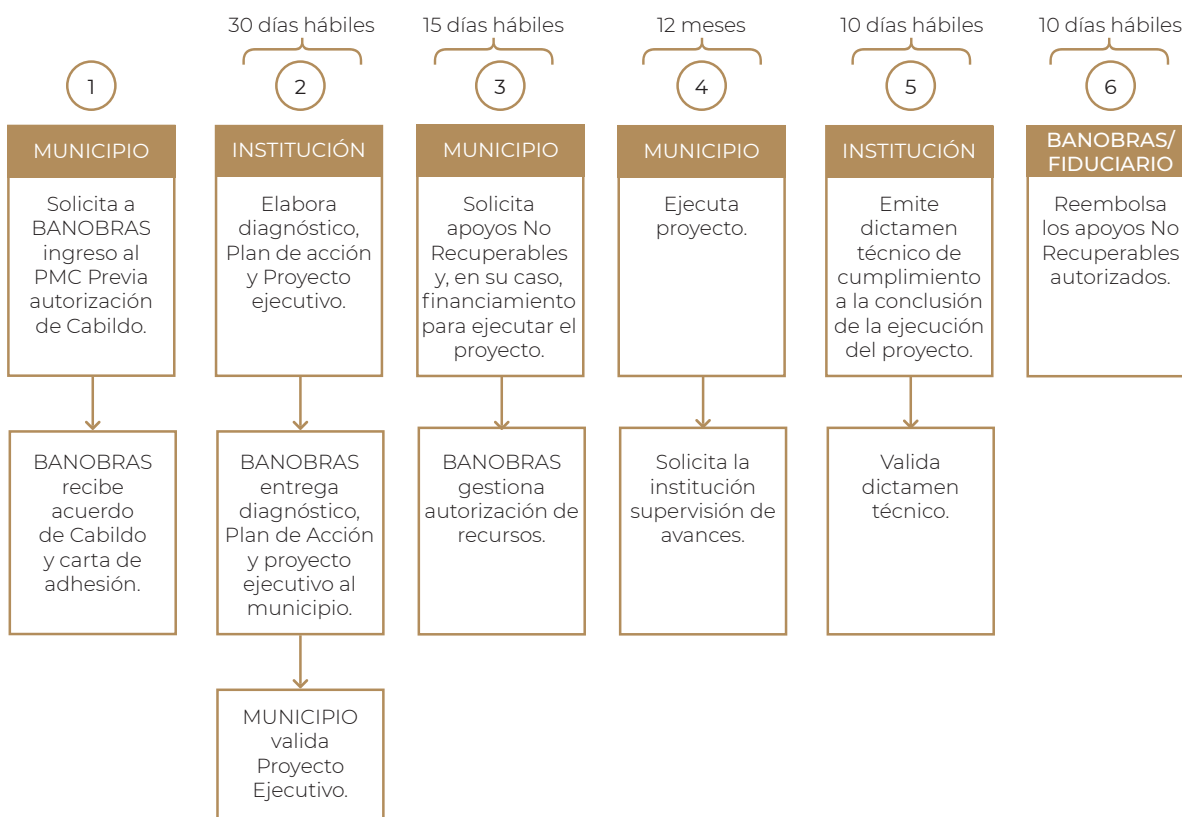 30 días hábiles
15 días hábiles
12 meses
10 días hábiles
10 días hábiles
1
2
3
4
5
6
MUNICIPIO
Solicita a
BANOBRAS
ingreso al
PMC Previa
autorización
de Cabildo.
BANOBRAS
recibe
acuerdo
de Cabildo
y carta de
adhesión.
INSTITUCIÓN
Elabora
diagnóstico,
Plan de acción
y Proyecto
ejecutivo.
BANOBRAS
entrega
diagnóstico,
Plan de Acción
y proyecto
ejecutivo al
municipio.
MUNICIPIO
valida
Proyecto
Ejecutivo.
MUNICIPIO
Solicita
apoyos No
Recuperables
y, en su caso,
financiamiento
para ejecutar el
proyecto.
BANOBRAS
gestiona
autorización de
recursos.
MUNICIPIO
Ejecuta
proyecto.
Solicita la
institución
supervisión de
avances.
INSTITUCIÓN
Emite
dictamen
técnico de
cumplimiento
a la conclusión
de la ejecución
del proyecto.
Valida
dictamen
técnico.
BANOBRAS/
FIDUCIARIO
Reembolsa
los apoyos No
Recuperables
autorizados.